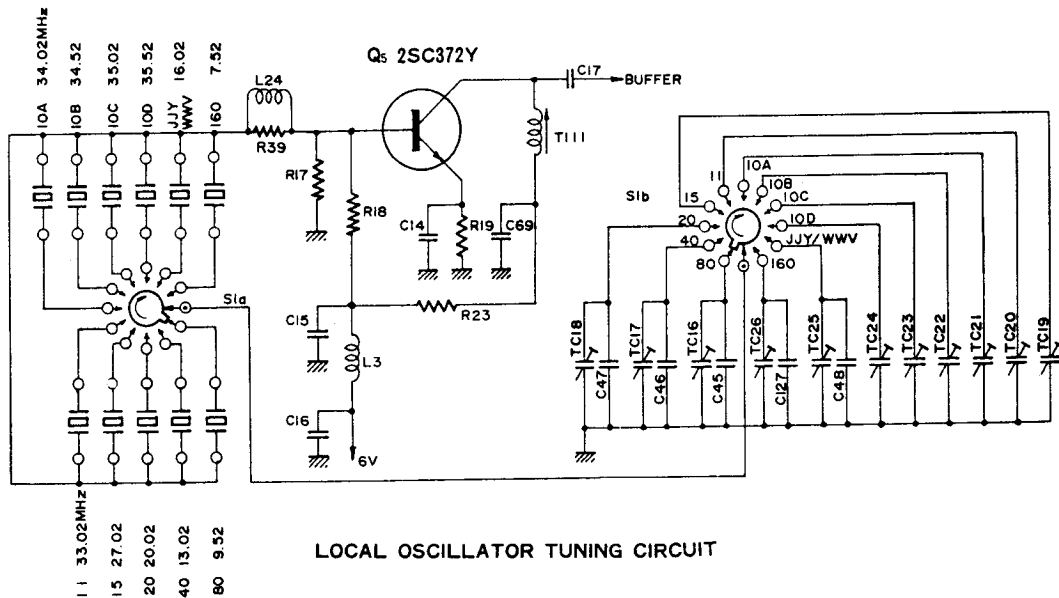 34.02MHz
34.52
35.02
35.52
16.02
7.52
10A
10B
10C
10D
JJY
WWV
160
L24
R39
Q5 2SC372Y
C17
BUFFER
T111
R17
R18
C14
R19
C69
S1a
C15
R23
L3
C16
6V
11 33.02MHz
15 27.02
20 20.02
40 13.02
80 9.52
S1b
11
10A
10B
10C
10D
JJY/WWV
160
15
20
40
80
TC18
C47
TC17
C46
TC16
C45
TC26
C127
TC25
C48
TC24
TC23
TC22
TC21
TC20
TC19
LOCAL OSCILLATOR TUNING CIRCUIT